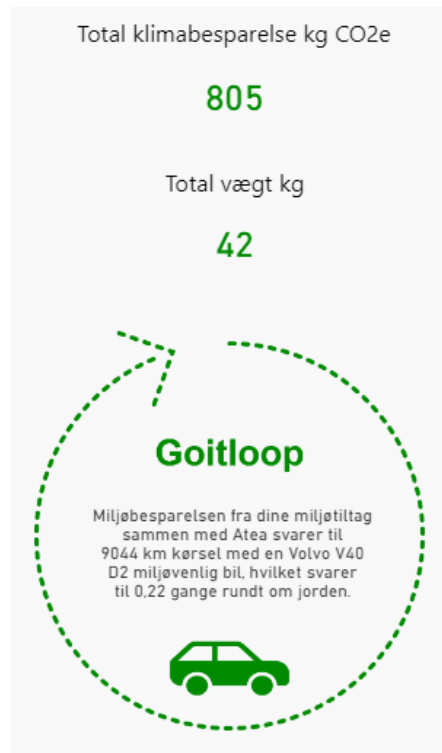 Total klimabesparelse kg CO2e
805
Total vægt kg
42
Goitloop
Miljøbesparelsen fra dine miljøtiltag
sammen med Atea svarer til
9044 km kørsel med en Volvo V40
D2 miljøvenlig bil, hvilket svarer
til 0,22 gange rundt om jorden.